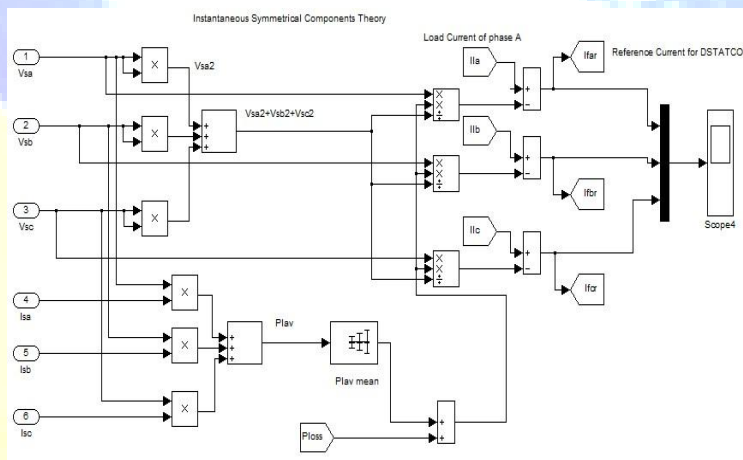 Instantaneous Symmetrical Components Theory
Load Current of phase A
Reference Current for DSTATCO
1
Vsa
Vsa2
Ila
Ifar
2
Vsb
Vsa2+Vsb2+Vsc2
Ilb
Ifbr
3
Vsc
Ilc
Ifcr
Scope4
4
Isa
5
Isb
Plav
Plav mean
6
Isc
Ploss